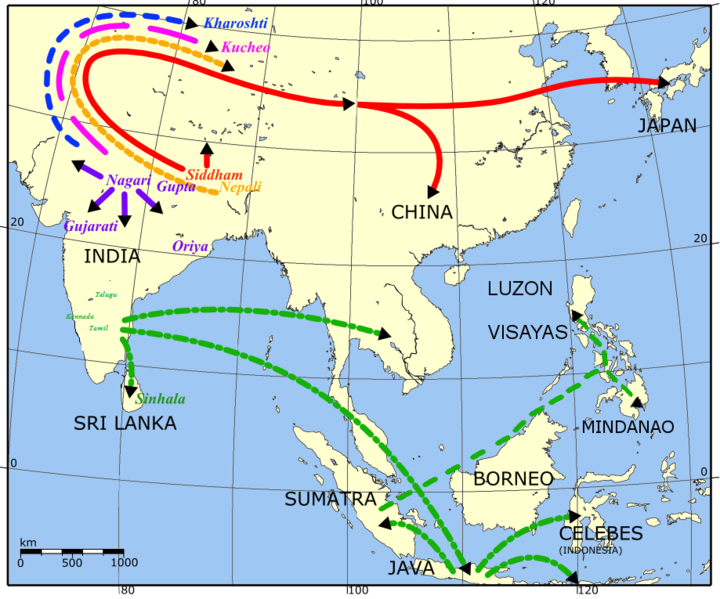 100
120
Kharoshti
Kucheo
JAPAN
Siddham
Nagari
Gupta
Nepali
CHINA
Gujarati
20
20
Oriya
INDIA
LUZON
Telugu
Kannada
Tamil
VISAYAS
Sinhala
SRI LANKA
MINDANAO
0
0
BORNEO
SUMATRA
CELEBES
(INDONESIA)
km
0 500 1000
JAVA
80
100
120